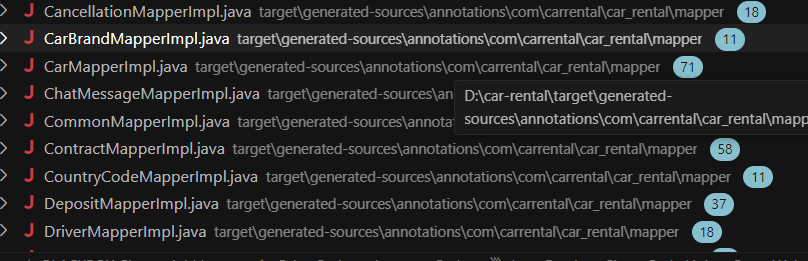 CancellationMapperImpl.java target\generated-sources\annotations\com\carrental\car_rental\mapper 18
CarBrandMapperImpl.java target\generated-sources\annotations\com\carrental\car_rental\mapper 11
CarMapperImpl.java target\generated-sources\annotations\com\carrental\car_rental\mapper 71
ChatMessageMapperImpl.java target\generated-sources\an
D:\car-rental\target\generated-
CommonMapperImpl.java target\generated-sources\annota
sources\annotations\com\carrental\car_rental\mapp
ContractMapperImpl.java target\generated-sources\annotations\com\carrental\car_rental\mapper 58
CountryCodeMapperImpl.java target\generated-sources\annotations\com\carrental\car_rental\mapper 11
DepositMapperImpl.java target\generated-sources\annotations\com\carrental\car_rental\mapper 37
DriverMapperImpl.java target\generated-sources\annotations\com\carrental\car_rental\mapper 18